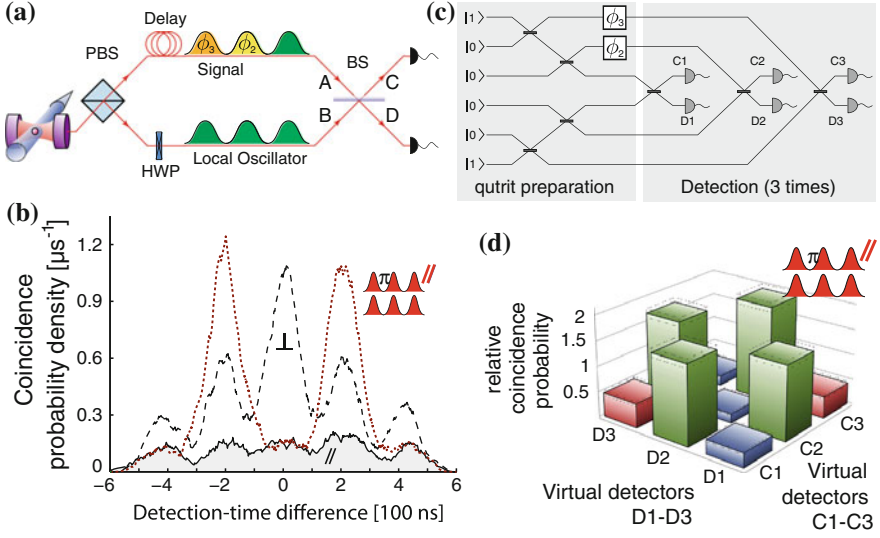 (a)
Delay
PBS
ϕ3
ϕ2
Signal
BS
A
C
B
D
HWP
Local Oscillator
(b)
Coincidence
probability density [µs⁻¹]
1.2
0.9
0.6
0.3
0
-6
-4
-2
0
2
4
6
Detection-time difference [100 ns]
π
//
⊥
//
(c)
|1⟩
|0⟩
|0⟩
|0⟩
|0⟩
|1⟩
ϕ3
ϕ2
C1
C2
C3
D1
D2
D3
qutrit preparation
Detection (3 times)
(d)
π
//
relative
coincidence
probability
2
1.5
1
0.5
D3
D2
D1
C1
C2
C3
Virtual detectors
D1-D3
Virtual
detectors
C1-C3